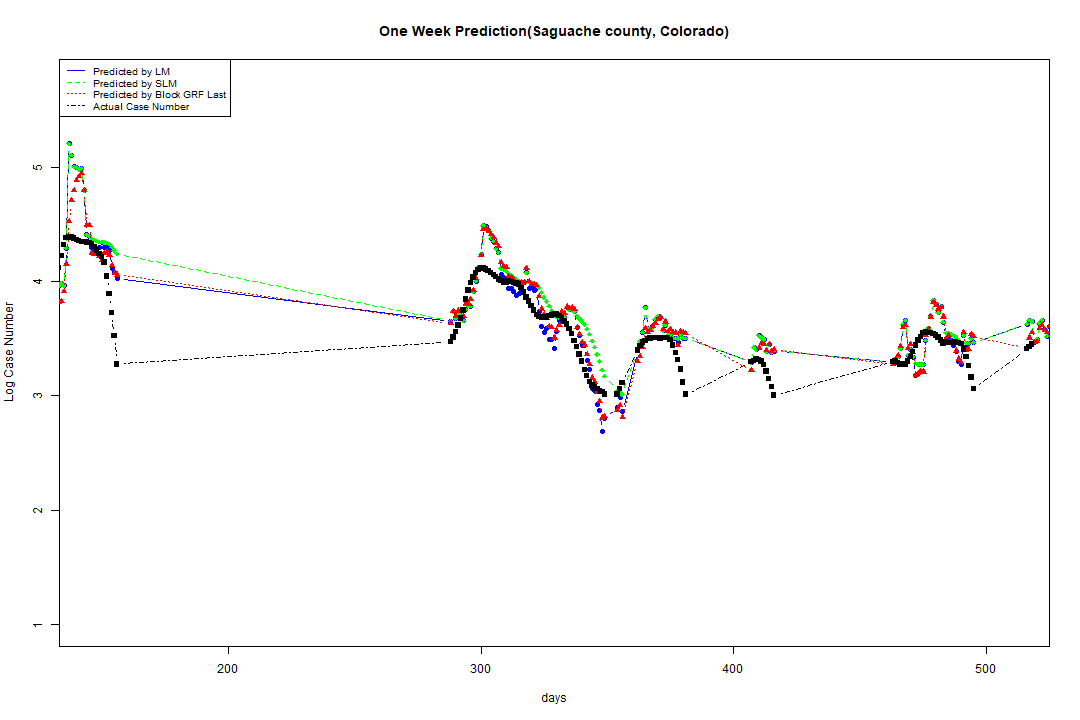 One Week Prediction(Saguache county, Colorado)
Predicted by LM
Predicted by SLM
Predicted by Block GRF Last
Actual Case Number
5
4
3
2
1
Log Case Number
200 300 400 500
days